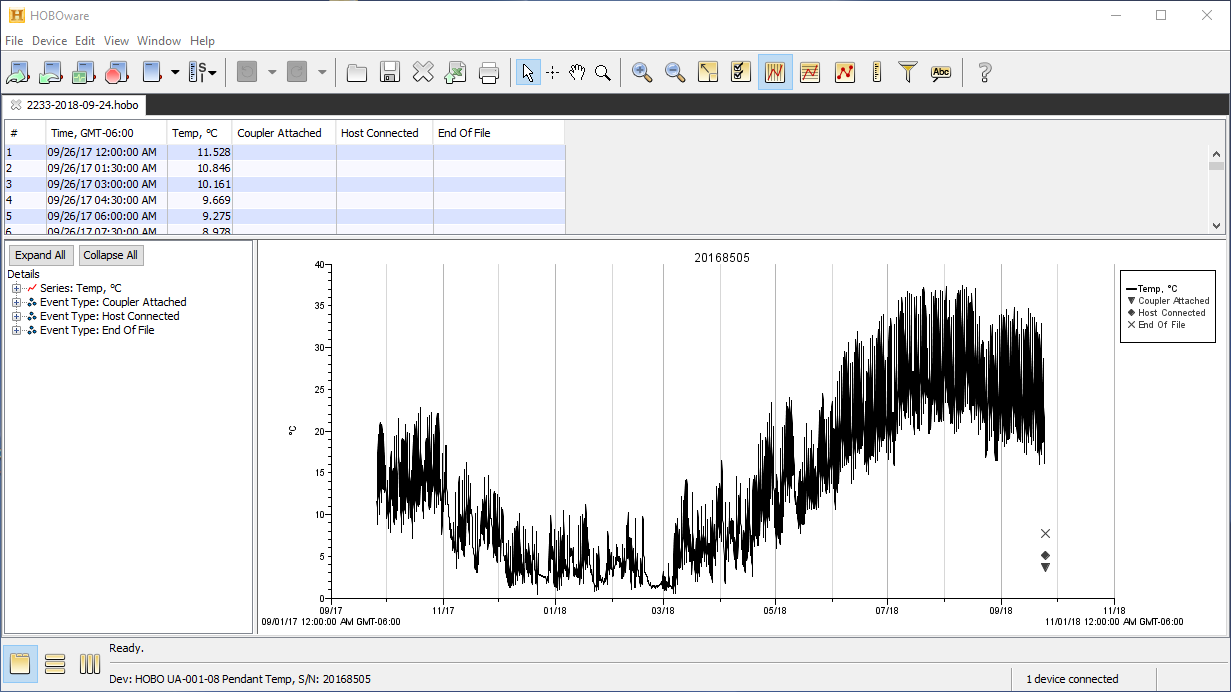 HOBOware
File Device Edit View Window Help
Abc
2233-2018-09-24.hobo
# Time, GMT-06:00 Temp, °C Coupler Attached Host Connected End Of File
1 09/26/17 12:00:00 AM 11.528
2 09/26/17 01:30:00 AM 10.846
3 09/26/17 03:00:00 AM 10.161
4 09/26/17 04:30:00 AM 9.669
5 09/26/17 06:00:00 AM 9.275
6 09/26/17 07:30:00 AM 8.978
Expand All Collapse All
Details
Series: Temp, °C
Event Type: Coupler Attached
Event Type: Host Connected
Event Type: End Of File
20168505
40
35
30
25
20
15
10
5
0
°C
09/17 11/17 01/18 03/18 05/18 07/18 09/18 11/18
09/01/17 12:00:00 AM GMT-06:00 11/01/18 12:00:00 AM GMT-06:00
Temp, °C
Coupler Attached
Host Connected
End Of File
Ready.
Dev: HOBO UA-001-08 Pendant Temp, S/N: 20168505 1 device connected